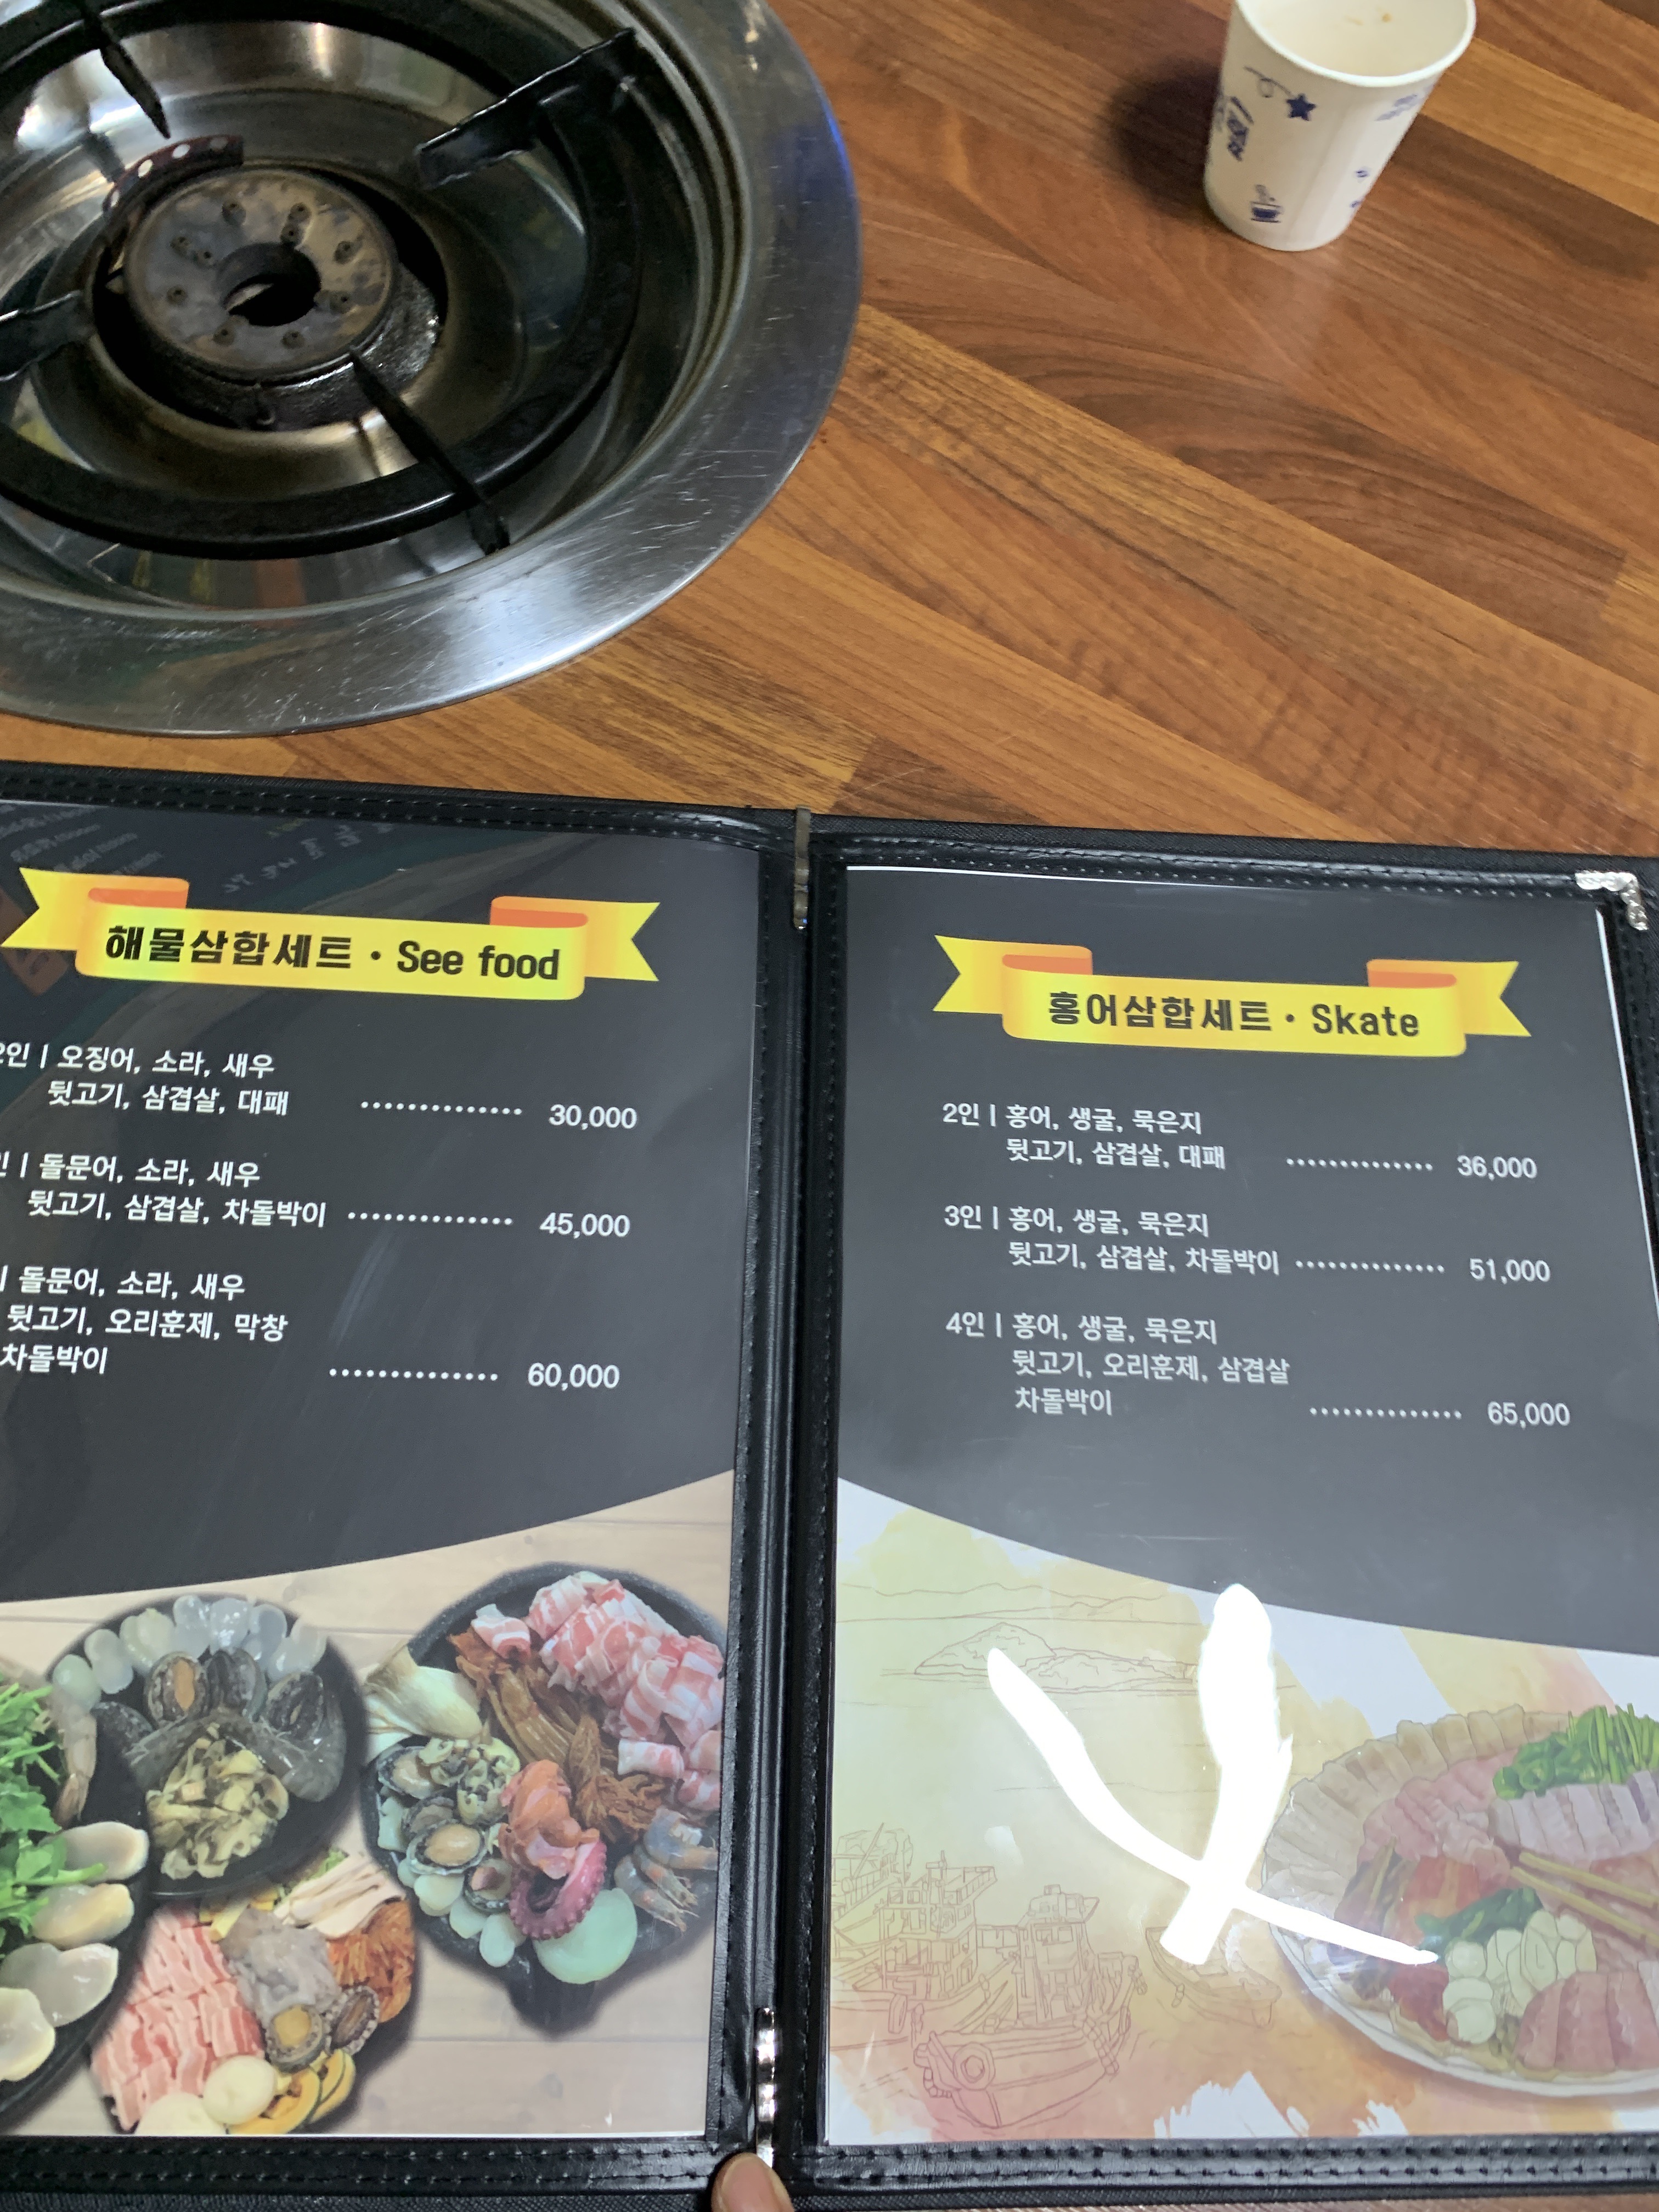 해물삼합세트 · See food
2인 | 오징어, 소라, 새우
뒷고기, 삼겹살, 대패 .............. 30,000
| 돌문어, 소라, 새우
뒷고기, 삼겹살, 차돌박이 .............. 45,000
| 돌문어, 소라, 새우
뒷고기, 오리훈제, 막창
차돌박이 .............. 60,000
홍어삼합세트 · Skate
2인 | 홍어, 생굴, 묵은지
뒷고기, 삼겹살, 대패 .............. 36,000
3인 | 홍어, 생굴, 묵은지
뒷고기, 삼겹살, 차돌박이 .............. 51,000
4인 | 홍어, 생굴, 묵은지
뒷고기, 오리훈제, 삼겹살
차돌박이 .............. 65,000